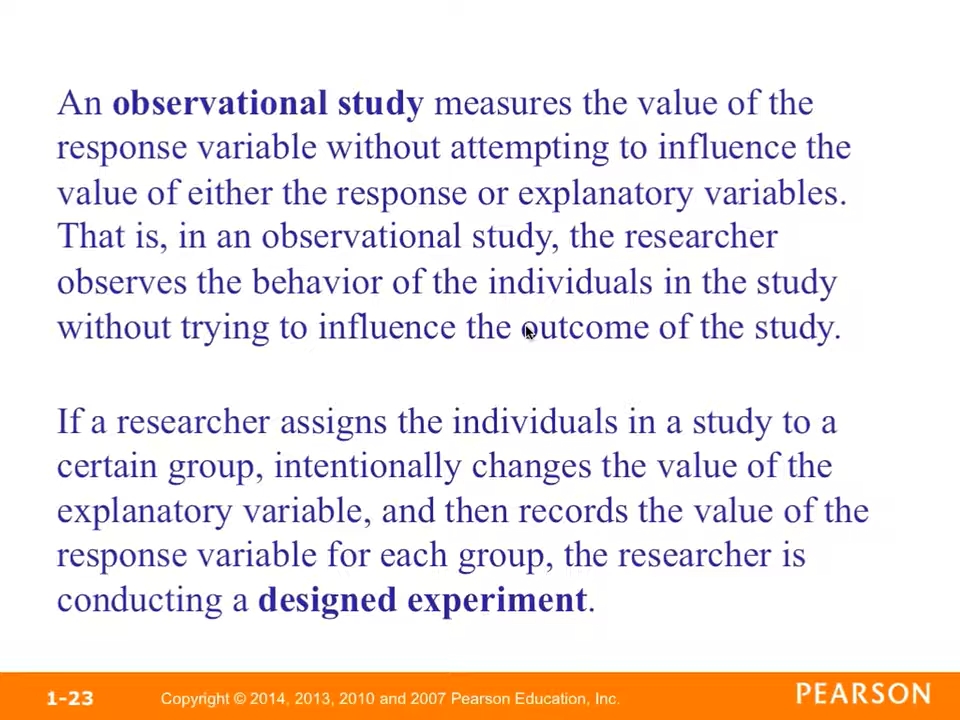 An observational study measures the value of the
response variable without attempting to influence the
value of either the response or explanatory variables.
That is, in an observational study, the researcher
observes the behavior of the individuals in the study
without trying to influence the outcome of the study.
If a researcher assigns the individuals in a study to a
certain group, intentionally changes the value of the
explanatory variable, and then records the value of the
response variable for each group, the researcher is
conducting a designed experiment.
1-23
Copyright © 2014, 2013, 2010 and 2007 Pearson Education, Inc.
PEARSON